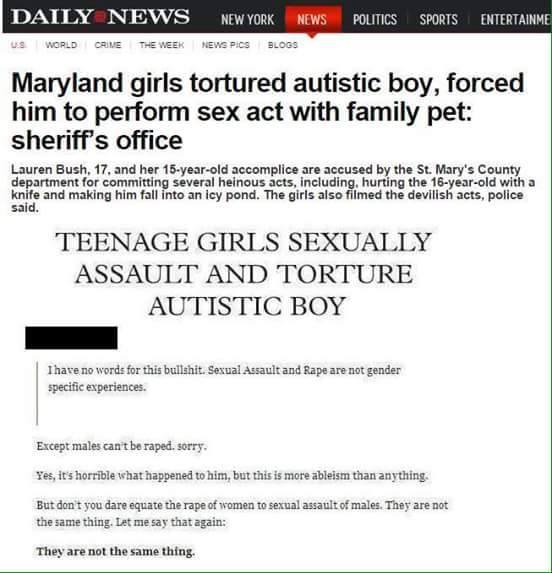 DAILY NEWS NEW YORK NEWS POLITICS SPORTS ENTERTAINME
U.S. WORLD CRIME THE WEEK NEWS PICS BLOGS
Maryland girls tortured autistic boy, forced
him to perform sex act with family pet:
sheriff's office
Lauren Bush, 17, and her 15-year-old accomplice are accused by the St. Mary's County
department for committing several heinous acts, including, hurting the 16-year-old with a
knife and making him fall into an icy pond. The girls also filmed the devilish acts, police
said.
TEENAGE GIRLS SEXUALLY
ASSAULT AND TORTURE
AUTISTIC BOY
I have no words for this bullshit. Sexual Assault and Rape are not gender
specific experiences.
Except males can't be raped. sorry.
Yes, it's horrible what happened to him, but this is more ableism than anything.
But don't you dare equate the rape of women to sexual assault of males. They are not
the same thing. Let me say that again:
They are not the same thing.